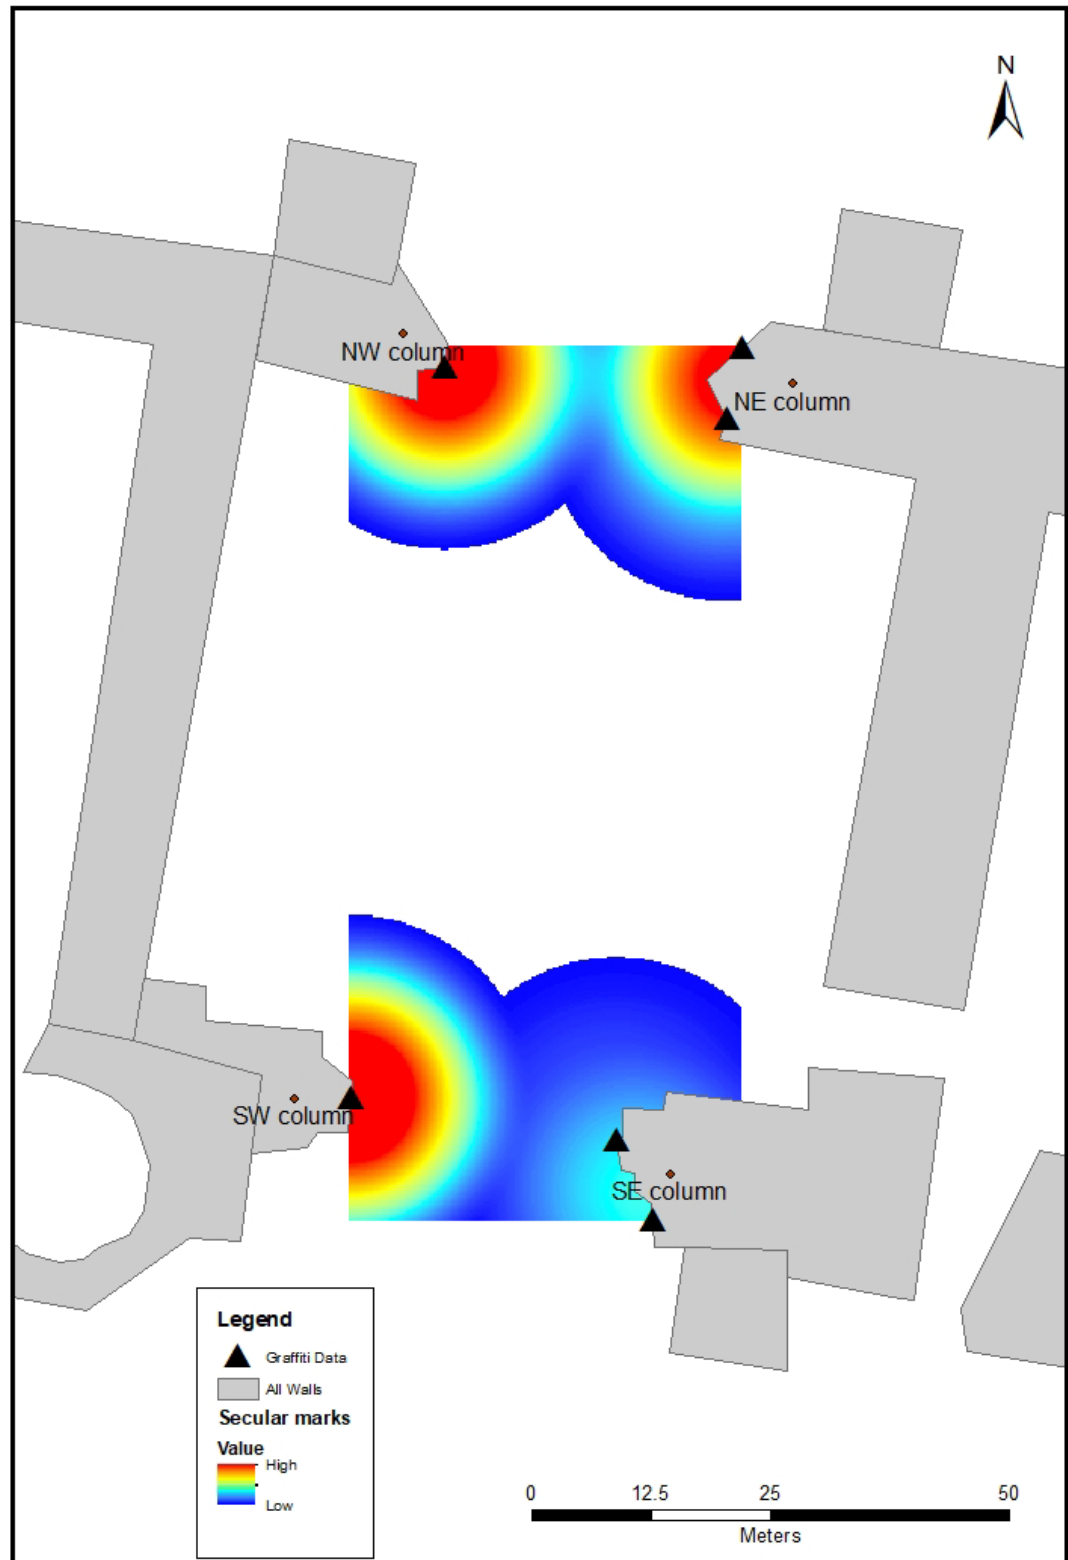 N
NW column
NE column
SW column
SE column
Legend
Graffiti Data
All Walls
Secular marks
Value
High
Low
0 12.5 25 50
Meters